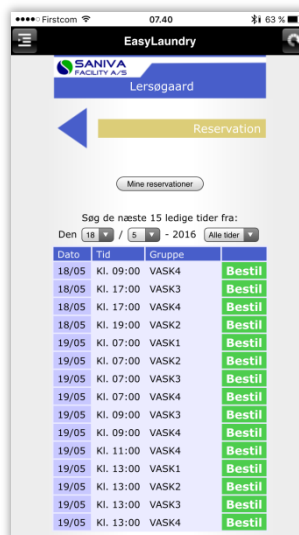 Firstcom 07.40 63 %
EasyLaundry
SANIVA
FACILITY A/S
Lersøgaard
Reservation
Mine reservationer
Søg de næste 15 ledige tider fra:
Den 18 / 5 - 2016 Alle tider
Dato Tid Gruppe
18/05 Kl. 09:00 VASK4 Bestil
18/05 Kl. 17:00 VASK3 Bestil
18/05 Kl. 17:00 VASK4 Bestil
18/05 Kl. 19:00 VASK2 Bestil
19/05 Kl. 07:00 VASK1 Bestil
19/05 Kl. 07:00 VASK2 Bestil
19/05 Kl. 07:00 VASK3 Bestil
19/05 Kl. 07:00 VASK4 Bestil
19/05 Kl. 09:00 VASK3 Bestil
19/05 Kl. 09:00 VASK4 Bestil
19/05 Kl. 11:00 VASK4 Bestil
19/05 Kl. 13:00 VASK1 Bestil
19/05 Kl. 13:00 VASK2 Bestil
19/05 Kl. 13:00 VASK3 Bestil
19/05 Kl. 13:00 VASK4 Bestil